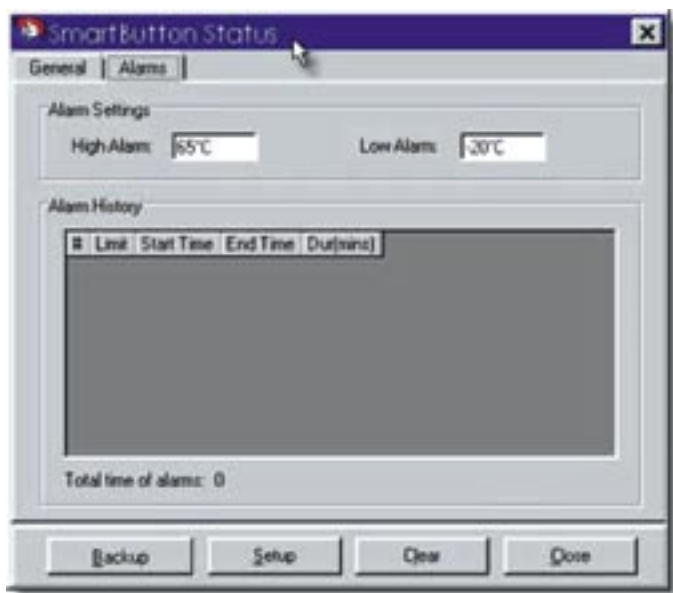 SmartButton Status
General Alarms
Alarm Settings
High Alarm: 65°C Low Alarm: -20°C
Alarm History
# Limit Start Time End Time Dur(mins)
Total time of alarms: 0
Backup Setup Clear Close